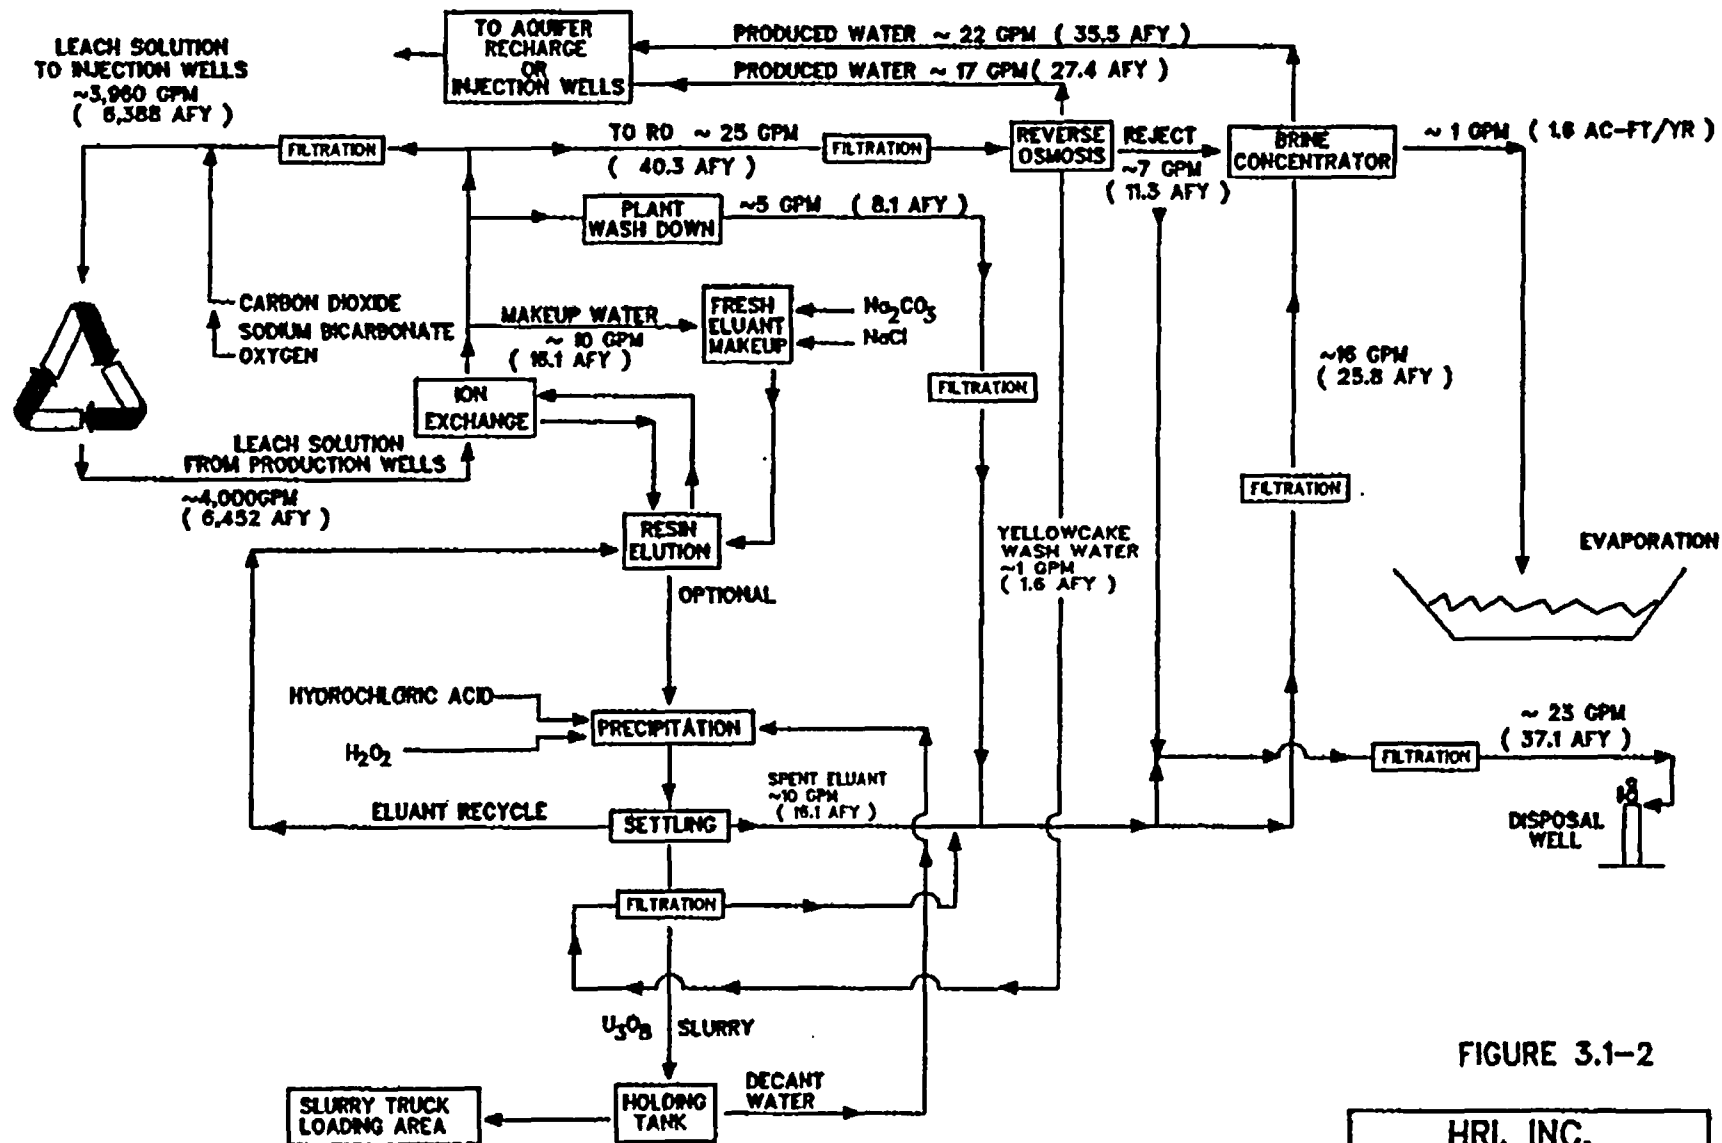 TO AQUIFER
RECHARGE
OR
INJECTION WELLS
PRODUCED WATER ~ 22 GPM ( 35.5 AFY )
PRODUCED WATER ~ 17 GPM( 27.4 AFY )
LEACH SOLUTION
TO INJECTION WELLS
~3,960 GPM
( 6,388 AFY )
FILTRATION
TO RO ~ 25 GPM
( 40.3 AFY )
FILTRATION
REVERSE
OSMOSIS
REJECT
~7 GPM
( 11.3 AFY )
BRINE
CONCENTRATOR
~ 1 GPM ( 1.6 AC-FT/YR )
PLANT
WASH DOWN
~5 GPM ( 8.1 AFY )
CARBON DIOXIDE
SODIUM BICARBONATE
OXYGEN
MAKEUP WATER
~ 10 GPM
( 16.1 AFY )
FRESH
ELUANT
MAKEUP
Na2CO3
NaCl
ION
EXCHANGE
FILTRATION
~16 GPM
( 25.8 AFY )
LEACH SOLUTION
FROM PRODUCTION WELLS
~4,000GPM
( 6,452 AFY )
FILTRATION
RESIN
ELUTION
OPTIONAL
YELLOWCAKE
WASH WATER
~1 GPM
( 1.6 AFY )
EVAPORATION
HYDROCHLORIC ACID
H2O2
PRECIPITATION
~ 23 GPM
( 37.1 AFY )
FILTRATION
SPENT ELUANT
~10 GPM
( 16.1 AFY )
ELUANT RECYCLE
SETTLING
DISPOSAL
WELL
FILTRATION
U3O8 SLURRY
DECANT
WATER
HOLDING
TANK
SLURRY TRUCK
LOADING AREA
FIGURE 3.1-2
HRI, INC.